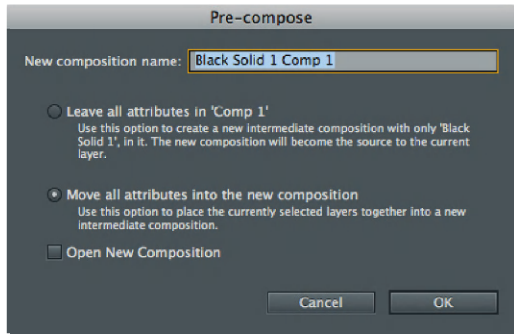 Pre-compose
New composition name: Black Solid 1 Comp 1
Leave all attributes in 'Comp 1'
Use this option to create a new intermediate composition with only 'Black
Solid 1', in it. The new composition will become the source to the current
layer.
Move all attributes into the new composition
Use this option to place the currently selected layers together into a new
intermediate composition.
Open New Composition
Cancel OK